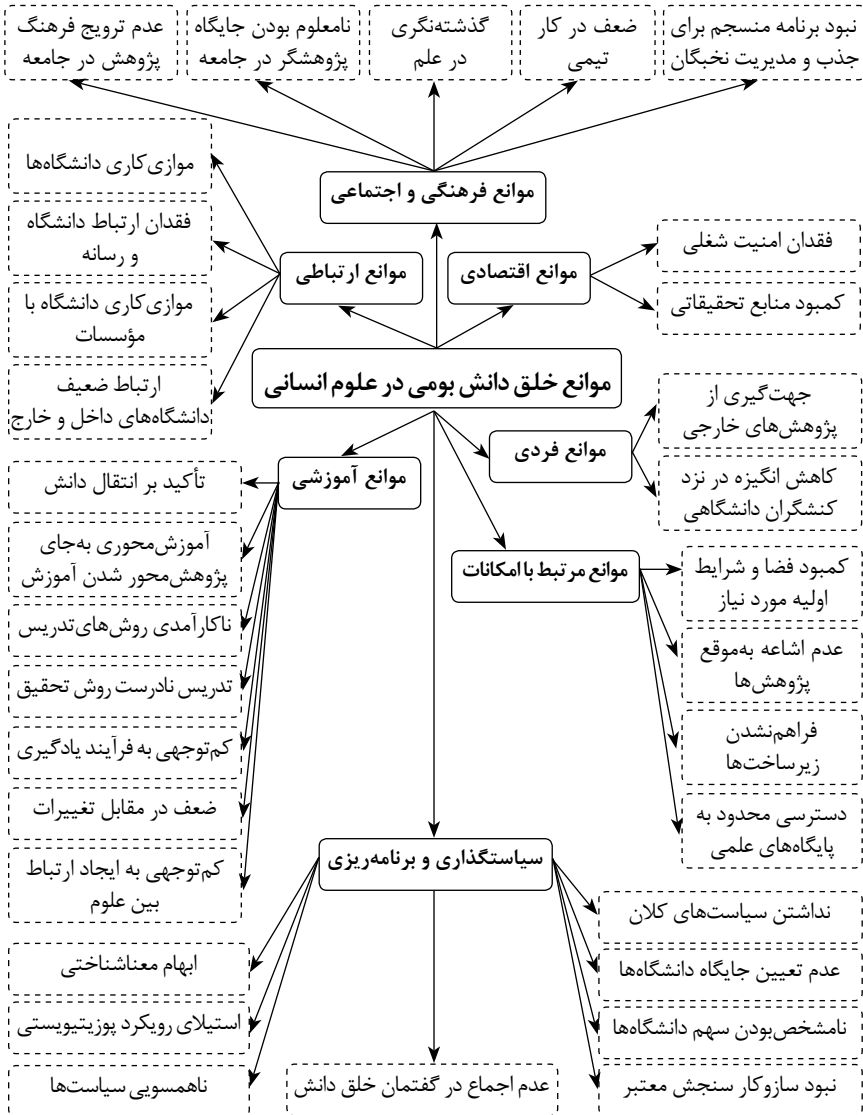 نبود برنامه منسجم برای
جذب و مدیریت نخبگان
ضعف در کار
تیمی
گذشته‌نگری
در علم
نامعلوم بودن جایگاه
پژوهشگر در جامعه
عدم ترویج فرهنگ
پژوهش در جامعه
موانع فرهنگی و اجتماعی
موانع اقتصادی
فقدان امنیت شغلی
کمبود منابع تحقیقاتی
موانع ارتباطی
موازی‌کاری دانشگاه‌ها
فقدان ارتباط دانشگاه
و رسانه
موازی‌کاری دانشگاه با
مؤسسات
ارتباط ضعیف
دانشگاه‌های داخل و خارج
موانع خلق دانش بومی در علوم انسانی
موانع فردی
جهت‌گیری از
پژوهش‌های خارجی
کاهش انگیزه در نزد
کنشگران دانشگاهی
موانع مرتبط با امکانات
کمبود فضا و شرایط
اولیه مورد نیاز
عدم اشاعه به‌موقع
پژوهش‌ها
فراهم‌نشدن
زیرساخت‌ها
دسترسی محدود به
پایگاه‌های علمی
موانع آموزشی
تأکید بر انتقال دانش
آموزش‌محوری به‌جای
پژوهش‌محور شدن آموزش
ناکارآمدی روش‌های تدریس
تدریس نادرست روش تحقیق
کم‌توجهی به فرآیند یادگیری
ضعف در مقابل تغییرات
کم‌توجهی به ایجاد ارتباط
بین علوم
سیاستگذاری و برنامه‌ریزی
نداشتن سیاست‌های کلان
عدم تعیین جایگاه دانشگاه‌ها
نامشخص‌بودن سهم دانشگاه‌ها
نبود سازوکار سنجش معتبر
عدم اجماع در گفتمان خلق دانش
ابهام معناشناختی
استیلای رویکرد پوزیتیویستی
ناهمسویی سیاست‌ها